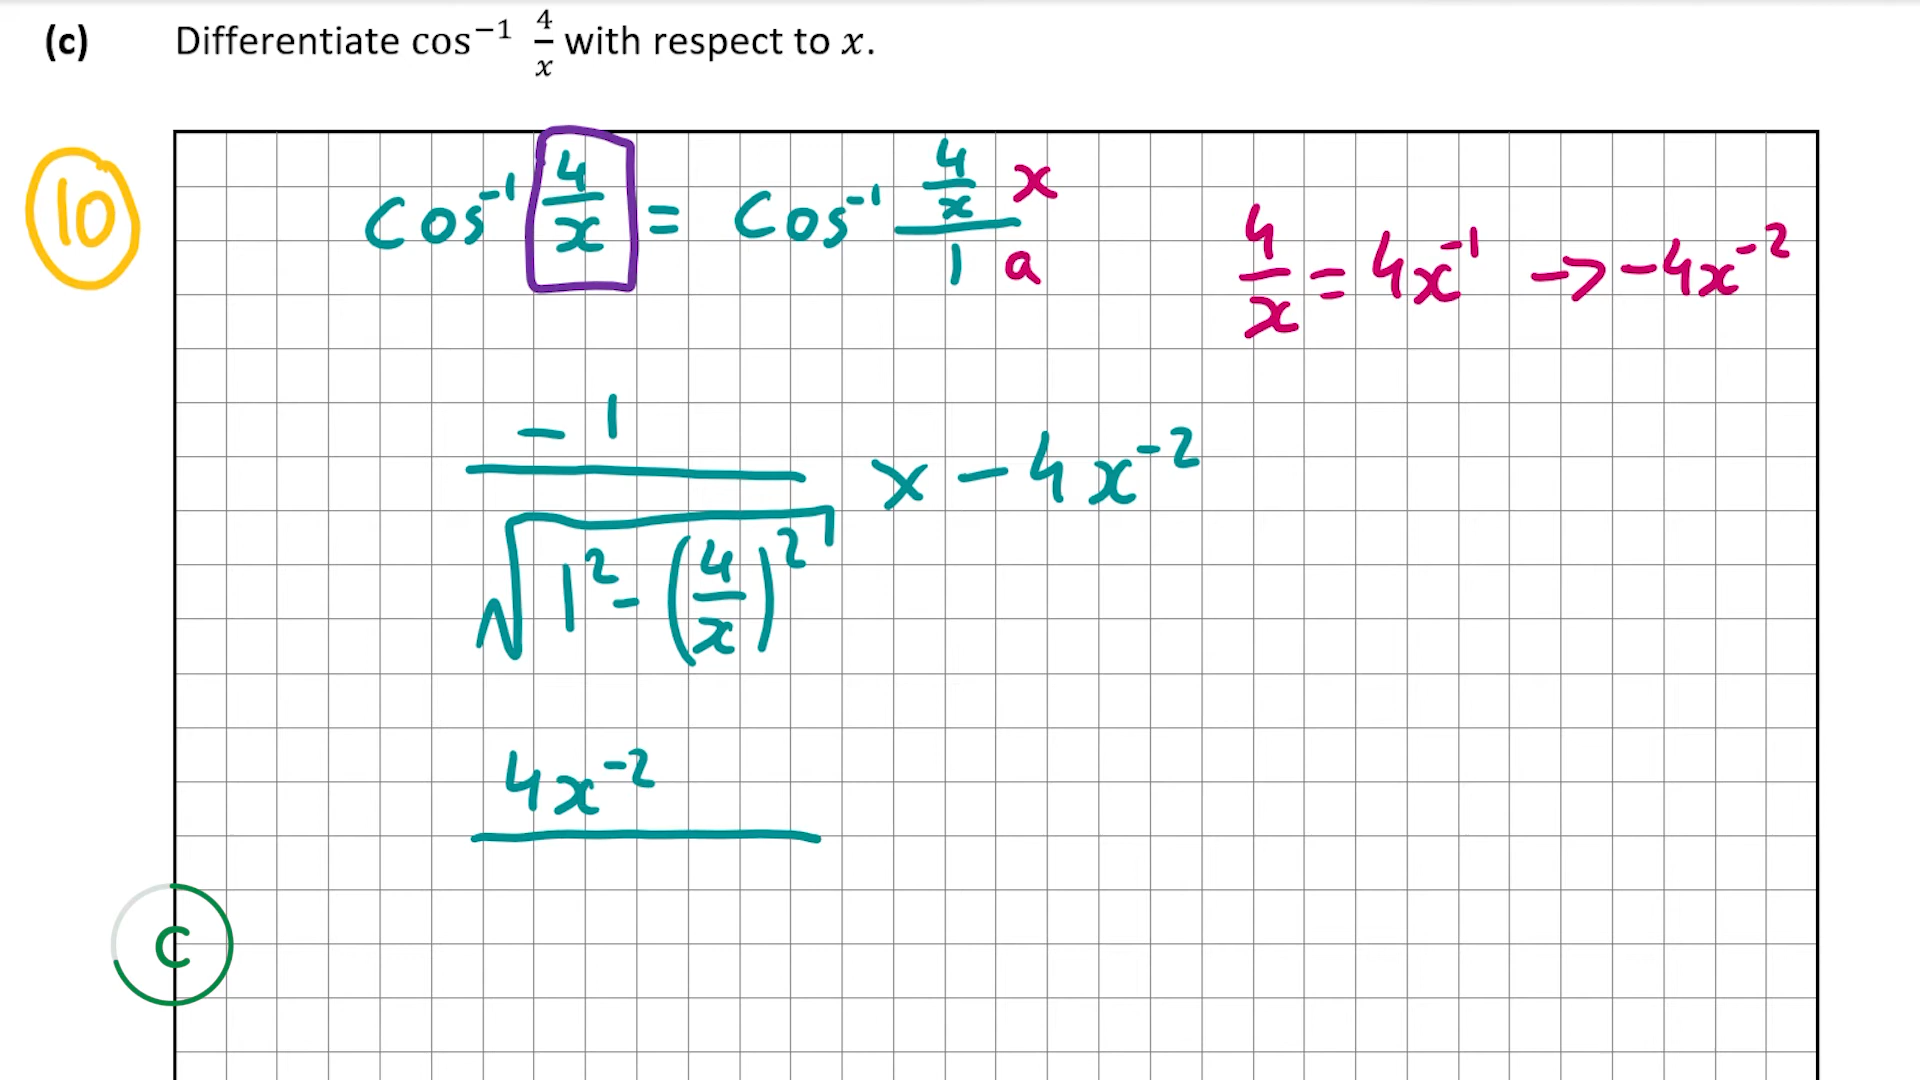 (c) Differentiate cos⁻¹ 4/x with respect to x.
10
cos⁻¹ 4/x = cos⁻¹ (4/x)/1 x a
4/x = 4x⁻¹ -> -4x⁻²
-1/√(1² - (4/x)²) x -4x⁻²
4x⁻²
C